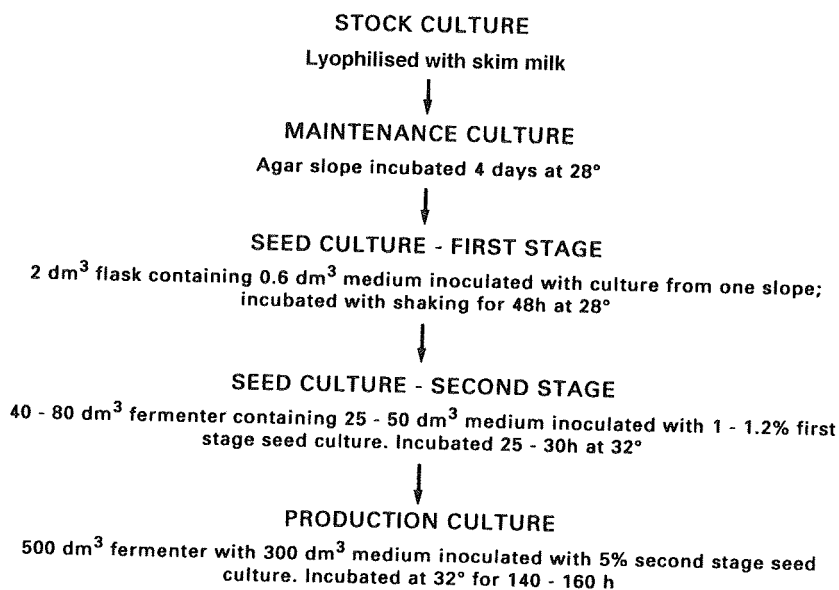 STOCK CULTURE
Lyophilised with skim milk
MAINTENANCE CULTURE
Agar slope incubated 4 days at 28°
SEED CULTURE - FIRST STAGE
2 dm³ flask containing 0.6 dm³ medium inoculated with culture from one slope;
incubated with shaking for 48h at 28°
SEED CULTURE - SECOND STAGE
40 - 80 dm³ fermenter containing 25 - 50 dm³ medium inoculated with 1 - 1.2% first
stage seed culture. Incubated 25 - 30h at 32°
PRODUCTION CULTURE
500 dm³ fermenter with 300 dm³ medium inoculated with 5% second stage seed
culture. Incubated at 32° for 140 - 160 h